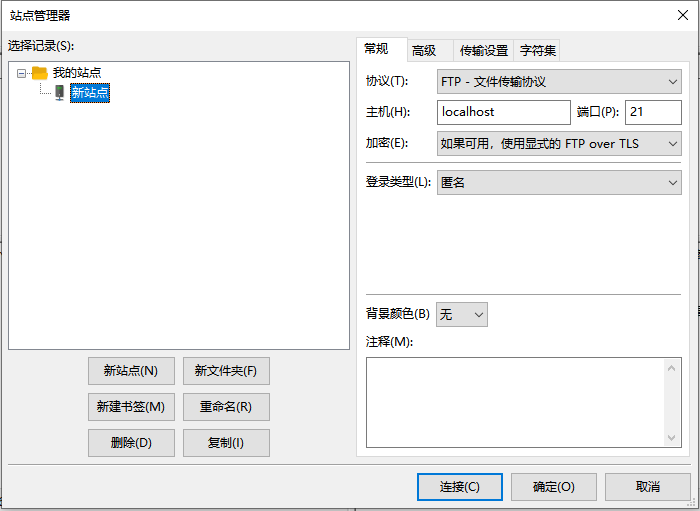 站点管理器
选择记录(S):
我的站点
新站点
新站点(N)
新文件夹(F)
新建书签(M)
重命名(R)
删除(D)
复制(I)
常规
高级
传输设置
字符集
协议(T):
FTP - 文件传输协议
主机(H):
localhost
端口(P):
21
加密(E):
如果可用，使用显式的 FTP over TLS
登录类型(L):
匿名
背景颜色(B)
无
注释(M):
连接(C)
确定(O)
取消